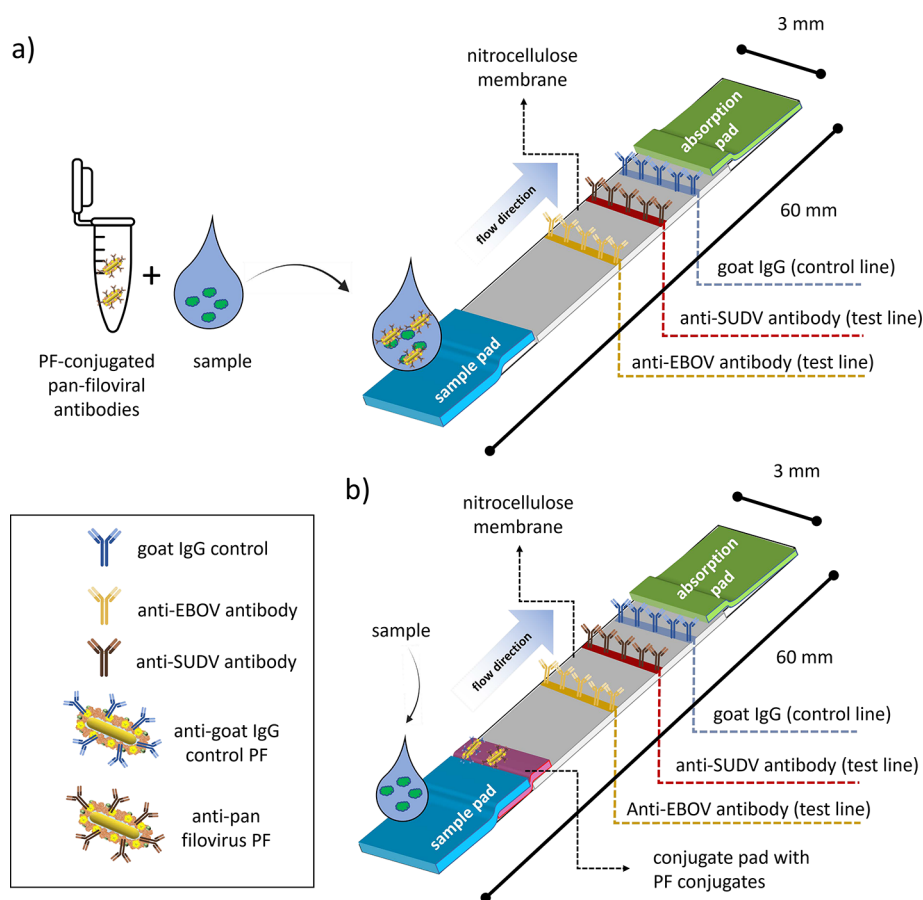 a)
3 mm
nitrocellulose
membrane
absorption
pad
flow direction
60 mm
+
goat IgG (control line)
anti-SUDV antibody (test line)
anti-EBOV antibody (test line)
PF-conjugated
pan-filoviral
antibodies
sample
sample pad
b)
3 mm
nitrocellulose
membrane
absorption
pad
flow direction
60 mm
sample
goat IgG (control line)
anti-SUDV antibody (test line)
Anti-EBOV antibody (test line)
sample pad
conjugate pad with
PF conjugates
goat IgG control
anti-EBOV antibody
anti-SUDV antibody
anti-goat IgG
control PF
anti-pan
filovirus PF